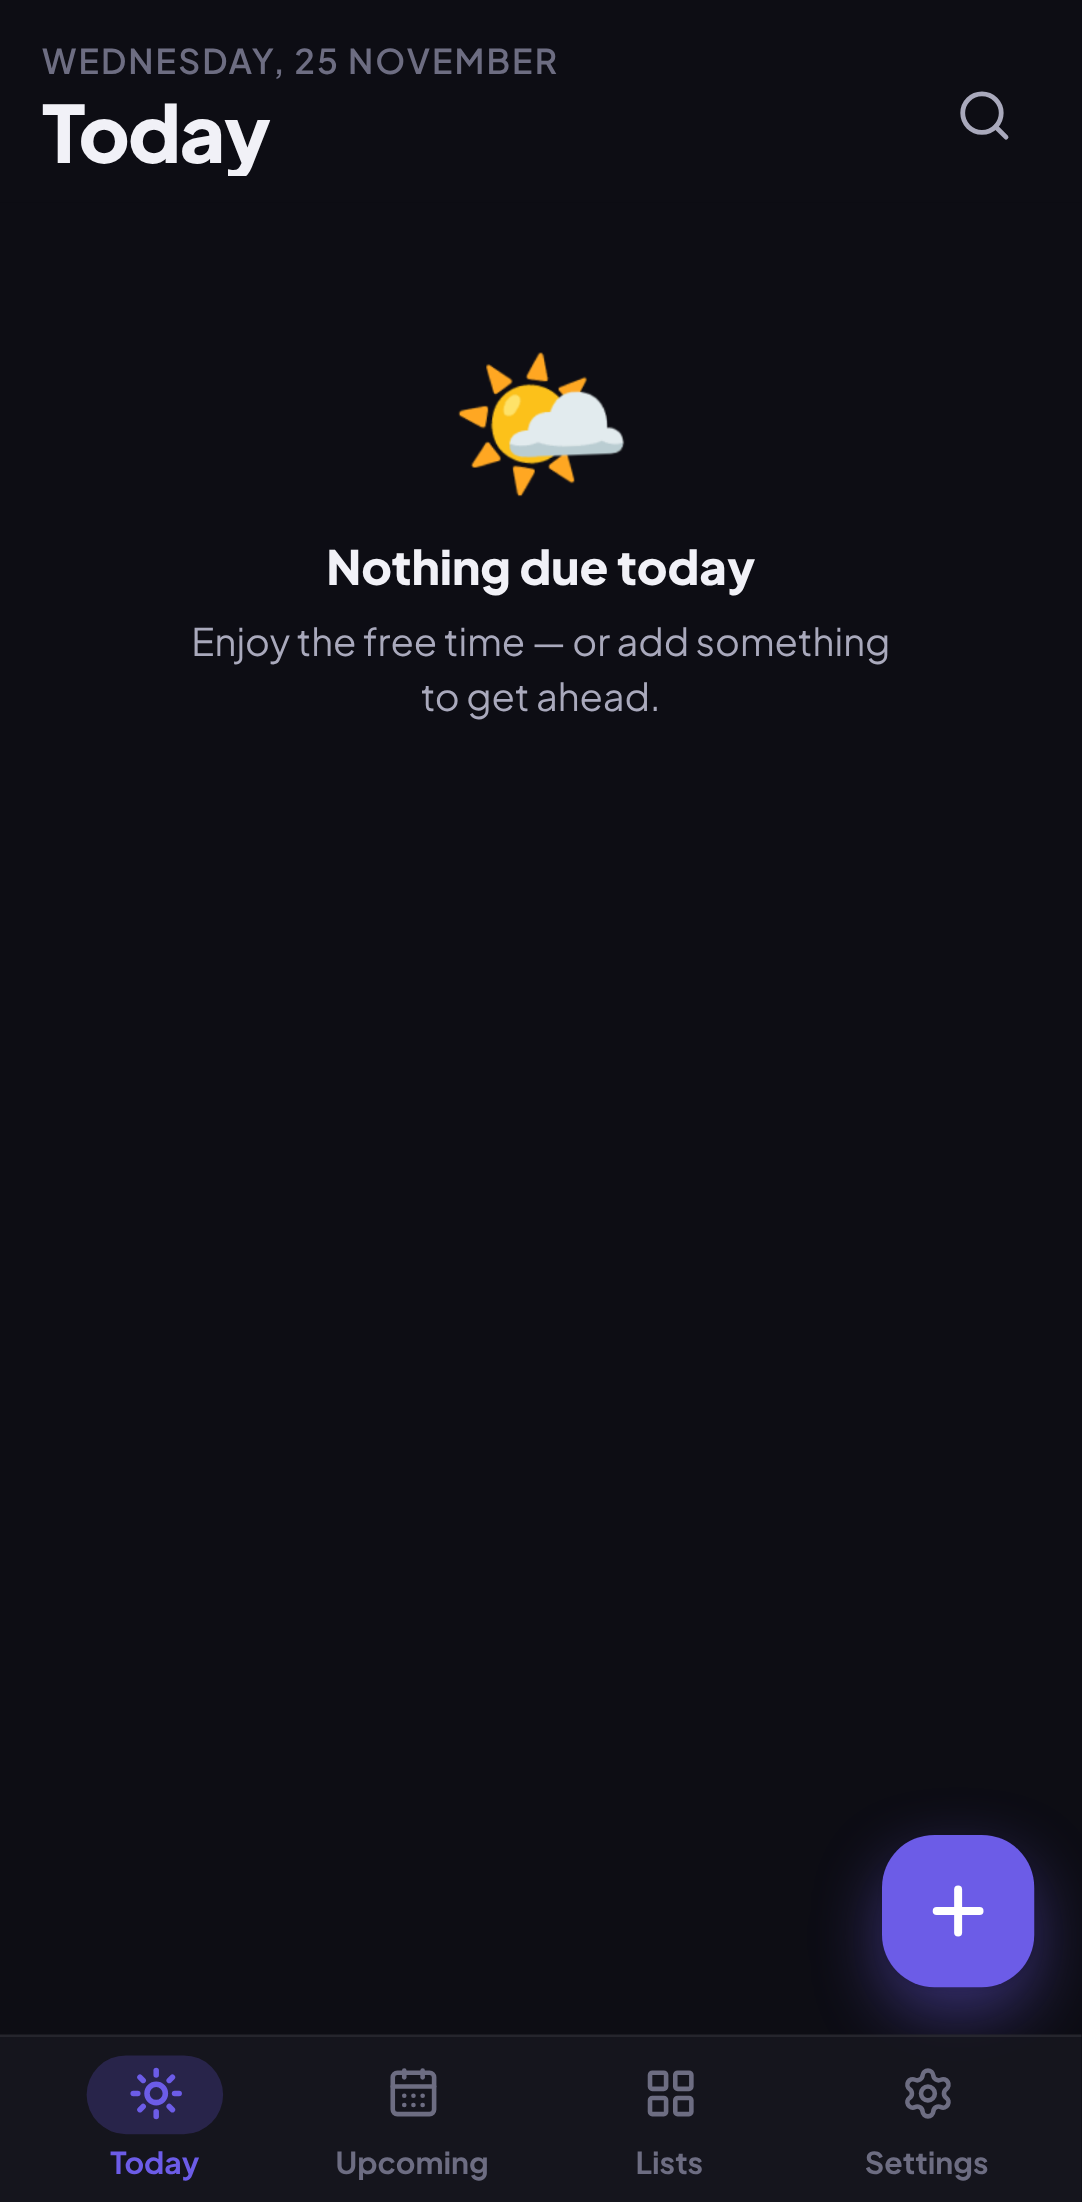 WEDNESDAY, 25 NOVEMBER
Today
Nothing due today
Enjoy the free time — or add something
to get ahead.
Today
Upcoming
Lists
Settings